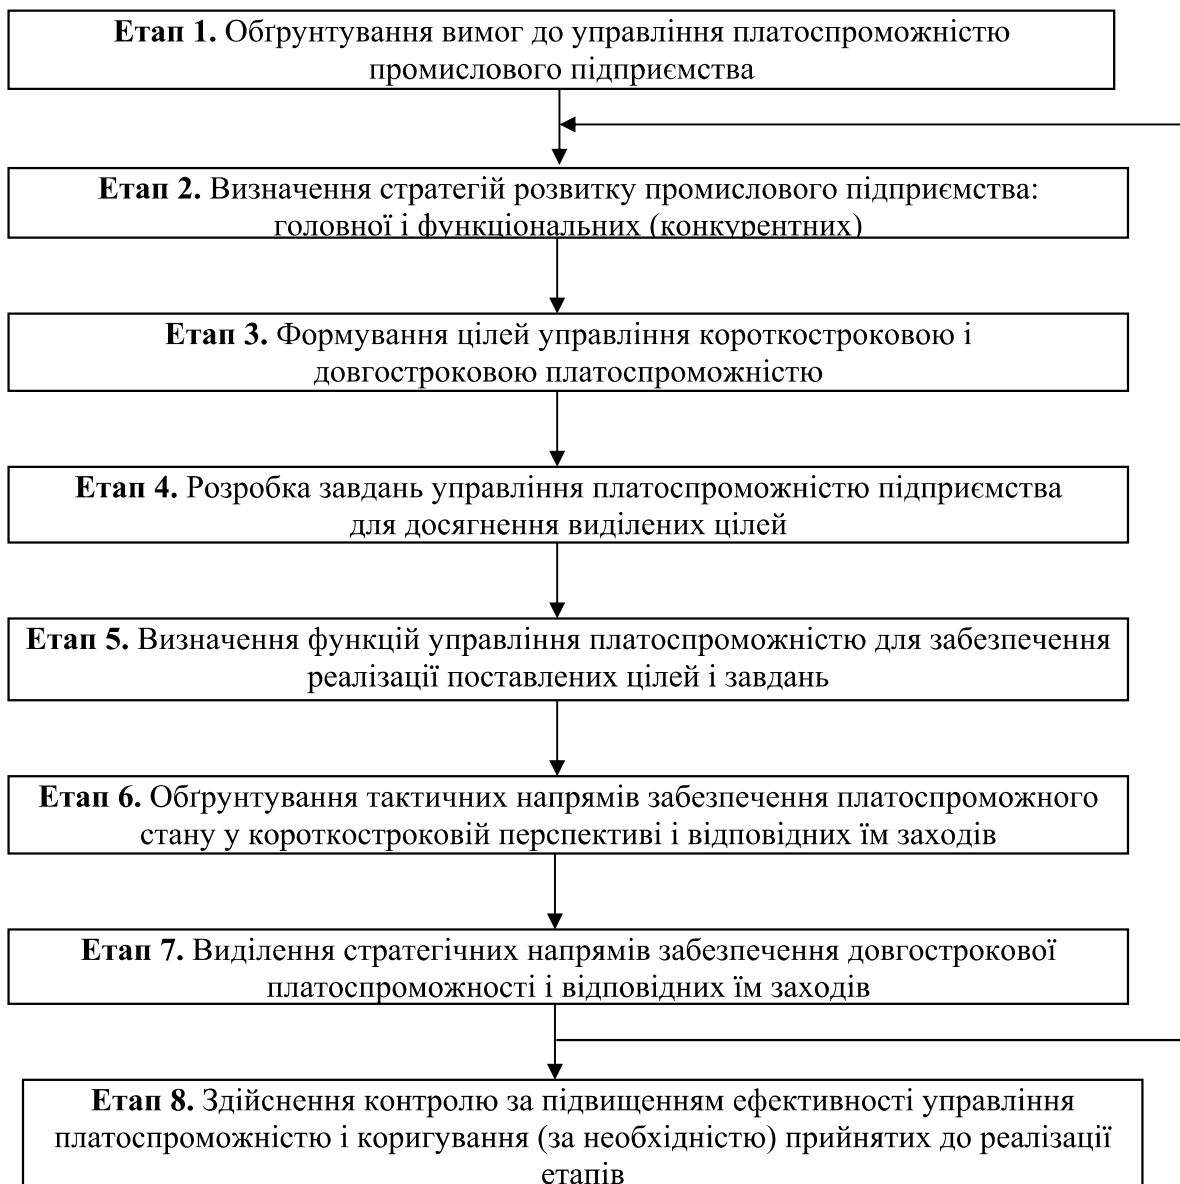 Етап 1. Обґрунтування вимог до управління платоспроможністю
промислового підприємства
Етап 2. Визначення стратегій розвитку промислового підприємства:
головної і функціональних (конкурентних)
Етап 3. Формування цілей управління короткостроковою і
довгостроковою платоспроможністю
Етап 4. Розробка завдань управління платоспроможністю підприємства
для досягнення виділених цілей
Етап 5. Визначення функцій управління платоспроможністю для забезпечення
реалізації поставлених цілей і завдань
Етап 6. Обґрунтування тактичних напрямів забезпечення платоспроможного
стану у короткостроковій перспективі і відповідних їм заходів
Етап 7. Виділення стратегічних напрямів забезпечення довгострокової
платоспроможності і відповідних їм заходів
Етап 8. Здійснення контролю за підвищенням ефективності управління
платоспроможністю і коригування (за необхідністю) прийнятих до реалізації
етапів